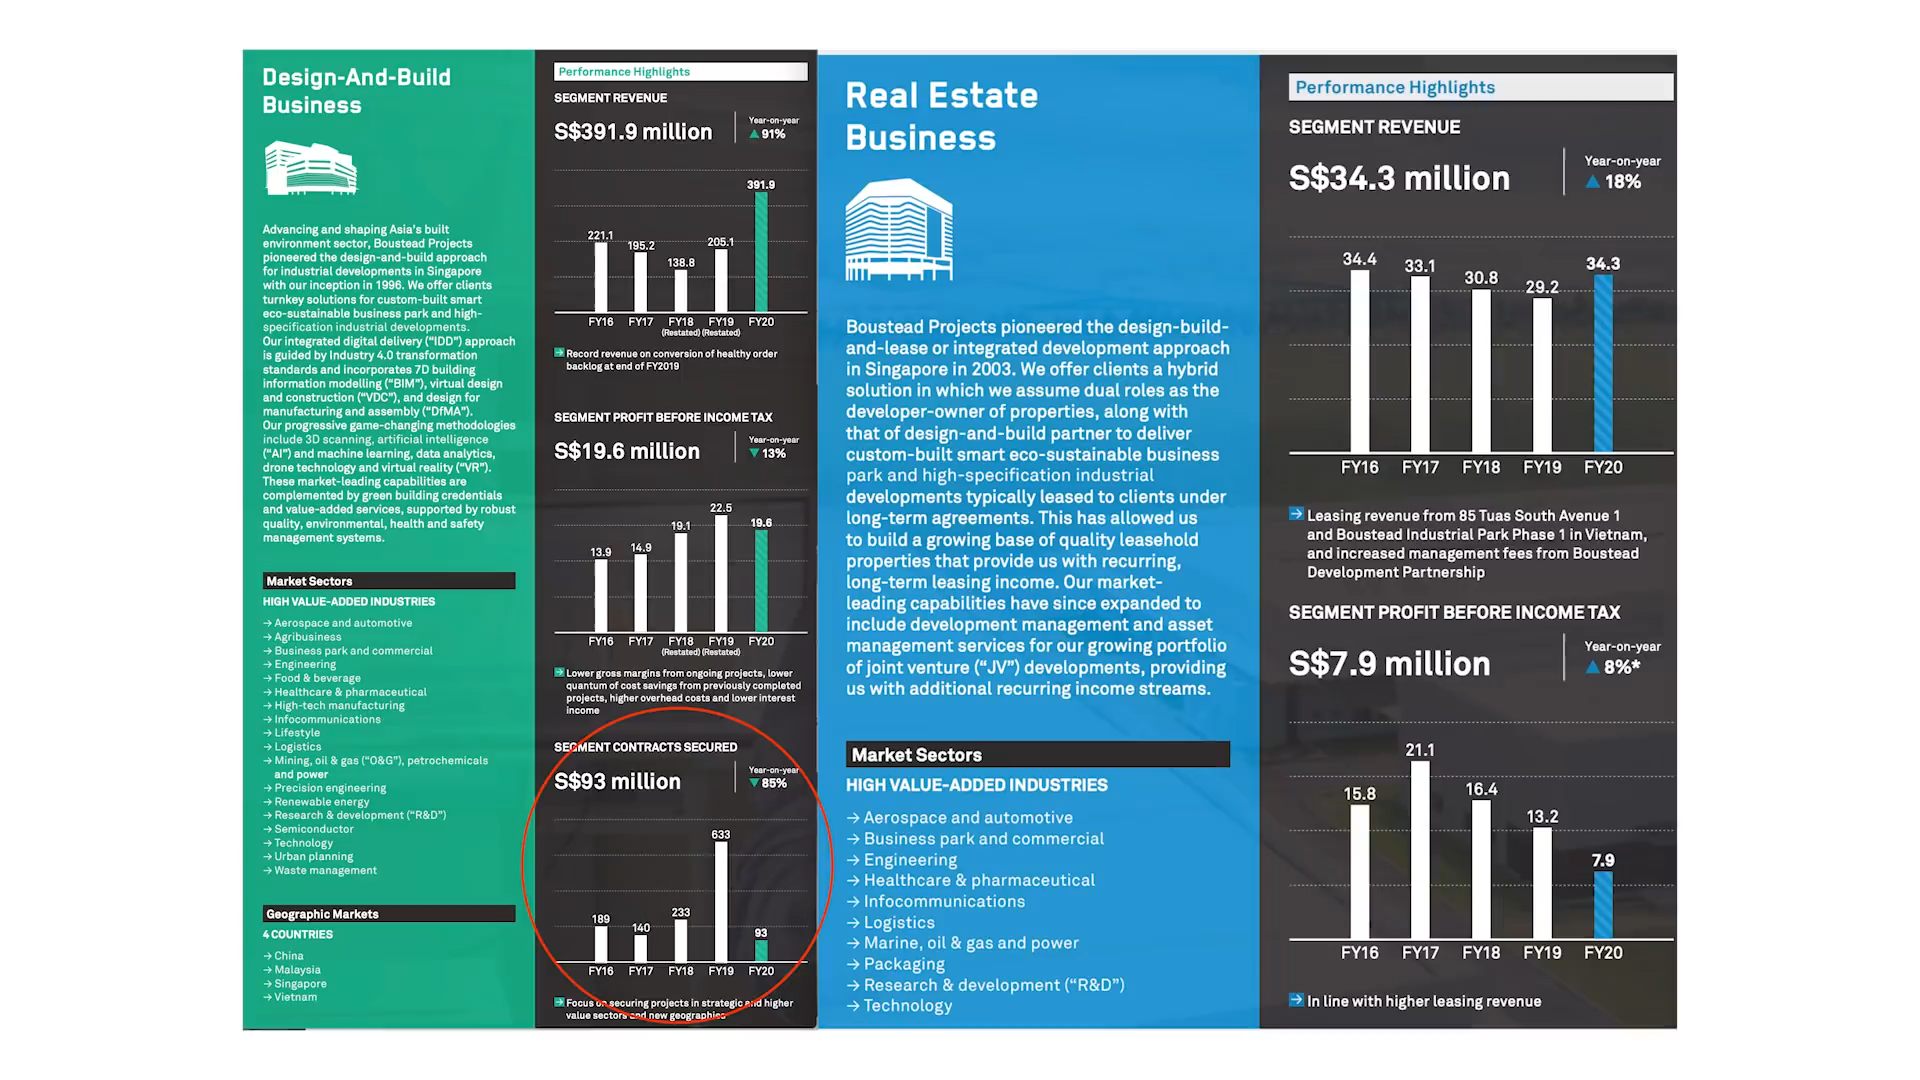 Design-And-Build
Business
Advancing and shaping Asia's built
environment sector, Boustead Projects
pioneered the design-and-build approach
for industrial developments in Singapore
with our inception in 1996. We offer clients
turnkey solutions for custom-built smart
eco-sustainable business park and high-
specification industrial developments.
Our integrated digital delivery ("IDD") approach
is guided by Industry 4.0 transformation
standards and incorporates 7D building
information modelling ("BIM"), virtual design
and construction ("VDC"), and design for
manufacturing and assembly ("DfMA").
Our progressive game-changing methodologies
include 3D scanning, artificial intelligence
("AI") and machine learning, data analytics,
drone technology and virtual reality ("VR").
These market-leading capabilities are
complemented by green building credentials
and value-added services, supported by robust
quality, environmental, health and safety
management systems.
Market Sectors
HIGH VALUE-ADDED INDUSTRIES
→ Aerospace and automotive
→ Agribusiness
→ Business park and commercial
→ Engineering
→ Food & beverage
→ Healthcare & pharmaceutical
→ High-tech manufacturing
→ Infocommunications
→ Lifestyle
→ Logistics
→ Mining, oil & gas ("O&G"), petrochemicals
and power
→ Precision engineering
→ Renewable energy
→ Research & development ("R&D")
→ Semiconductor
→ Technology
→ Urban planning
→ Waste management
Geographic Markets
4 COUNTRIES
→ China
→ Malaysia
→ Singapore
→ Vietnam
Performance Highlights
SEGMENT REVENUE
S$391.9 million
Year-on-year
▲ 91%
221.1 195.2 138.8 205.1 391.9
FY16 FY17 FY18 FY19 FY20
(Restated) (Restated)
→ Record revenue on conversion of healthy order
backlog at end of FY2019
SEGMENT PROFIT BEFORE INCOME TAX
S$19.6 million
Year-on-year
▼ 13%
13.9 14.9 19.1 22.5 19.6
FY16 FY17 FY18 FY19 FY20
(Restated) (Restated)
→ Lower gross margins from ongoing projects, lower
quantum of cost savings from previously completed
projects, higher overhead costs and lower interest
income
SEGMENT CONTRACTS SECURED
S$93 million
Year-on-year
▼ 85%
189 140 233 633 93
FY16 FY17 FY18 FY19 FY20
→ Focus on securing projects in strategic and higher
value sectors and new geographies
Real Estate
Business
Boustead Projects pioneered the design-build-
and-lease or integrated development approach
in Singapore in 2003. We offer clients a hybrid
solution in which we assume dual roles as the
developer-owner of properties, along with
that of design-and-build partner to deliver
custom-built smart eco-sustainable business
park and high-specification industrial
developments typically leased to clients under
long-term agreements. This has allowed us
to build a growing base of quality leasehold
properties that provide us with recurring,
long-term leasing income. Our market-
leading capabilities have since expanded to
include development management and asset
management services for our growing portfolio
of joint venture ("JV") developments, providing
us with additional recurring income streams.
Market Sectors
HIGH VALUE-ADDED INDUSTRIES
→ Aerospace and automotive
→ Business park and commercial
→ Engineering
→ Healthcare & pharmaceutical
→ Infocommunications
→ Logistics
→ Marine, oil & gas and power
→ Packaging
→ Research & development ("R&D")
→ Technology
Performance Highlights
SEGMENT REVENUE
S$34.3 million
Year-on-year
▲ 18%
34.4 33.1 30.8 29.2 34.3
FY16 FY17 FY18 FY19 FY20
→ Leasing revenue from 85 Tuas South Avenue 1
and Boustead Industrial Park Phase 1 in Vietnam,
and increased management fees from Boustead
Development Partnership
SEGMENT PROFIT BEFORE INCOME TAX
S$7.9 million
Year-on-year
▲ 8%*
15.8 21.1 16.4 13.2 7.9
FY16 FY17 FY18 FY19 FY20
→ In line with higher leasing revenue